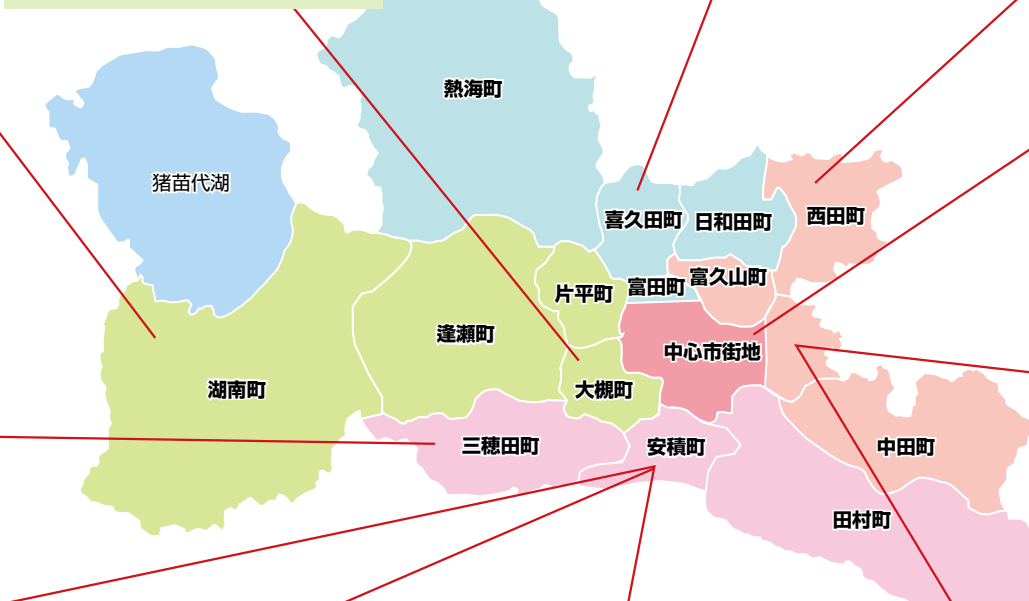 熱海町
猪苗代湖
喜久田町
日和田町
西田町
富久山町
富田町
片平町
逢瀬町
中心市街地
湖南町
大槻町
三穂田町
安積町
中田町
田村町